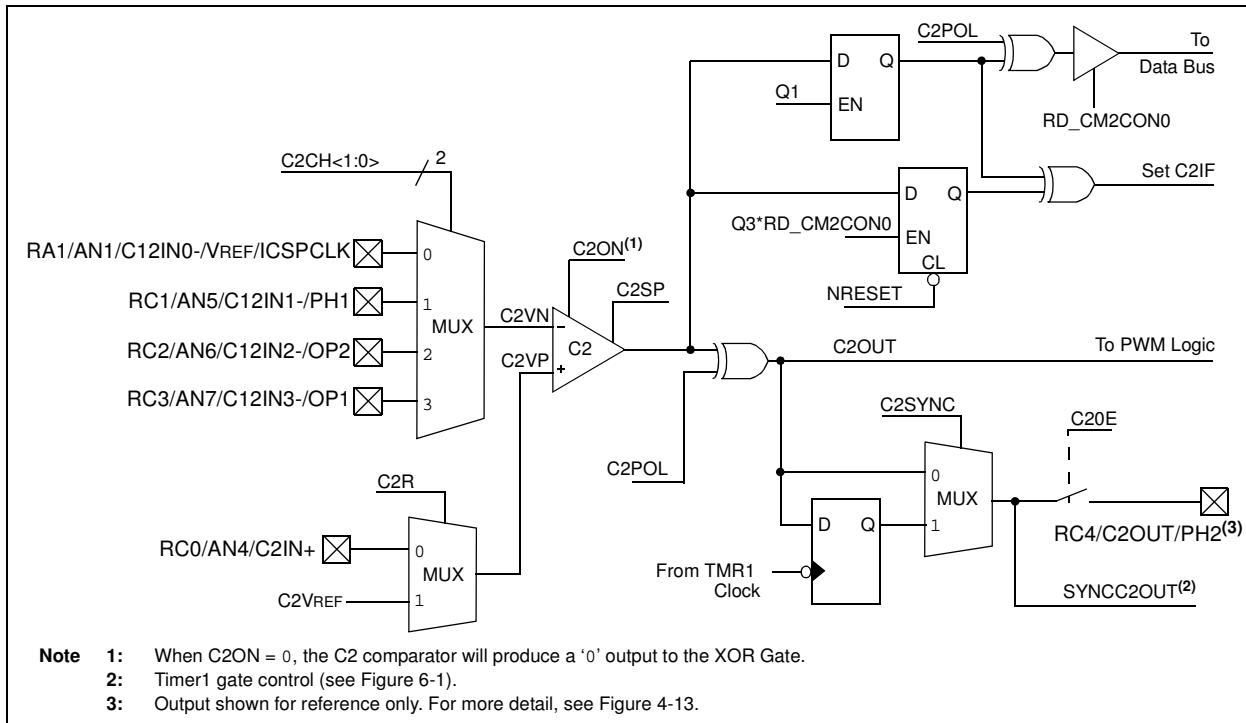 C2POL
To
Data Bus
D Q
Q1
EN
RD_CM2CON0
C2CH<1:0>
2
Set C2IF
D Q
Q3*RD_CM2CON0
EN
CL
NRESET
RA1/AN1/C12IN0-/VREF/ICSPCLK
0
C2ON(1)
RC1/AN5/C12IN1-/PH1
1
C2SP
MUX
C2VN
RC2/AN6/C12IN2-/OP2
2
C2
C2VP
RC3/AN7/C12IN3-/OP1
3
C2OUT
To PWM Logic
C2SYNC
C20E
C2POL
0
MUX
C2R
D Q
1
RC4/C2OUT/PH2(3)
RC0/AN4/C2IN+
0
MUX
From TMR1
Clock
C2VREF
1
SYNCC2OUT(2)
Note 1: When C2ON = 0, the C2 comparator will produce a ‘0’ output to the XOR Gate.
2: Timer1 gate control (see Figure 6-1).
3: Output shown for reference only. For more detail, see Figure 4-13.